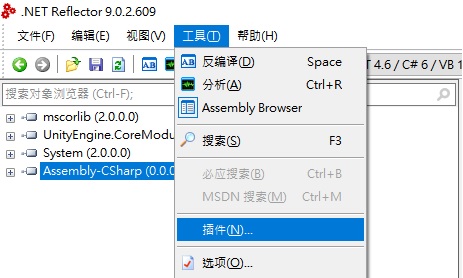 .NET Reflector 9.0.2.609
文件(F) 编辑(E) 视图(W) 工具(T) 帮助(H)
T 4.6 / C# 6 / VB 1
搜索对象浏览器 (Ctrl-F);
mscorlib (2.0.0.0)
UnityEngine.CoreModu
System (2.0.0.0)
Assembly-CSharp (0.0.0
反编译(D) Space
分析(A) Ctrl+R
Assembly Browser
搜索(S) F3
必应搜索(B) Ctrl+B
MSDN 搜索(M) Ctrl+M
插件(N)...
选项(O)...